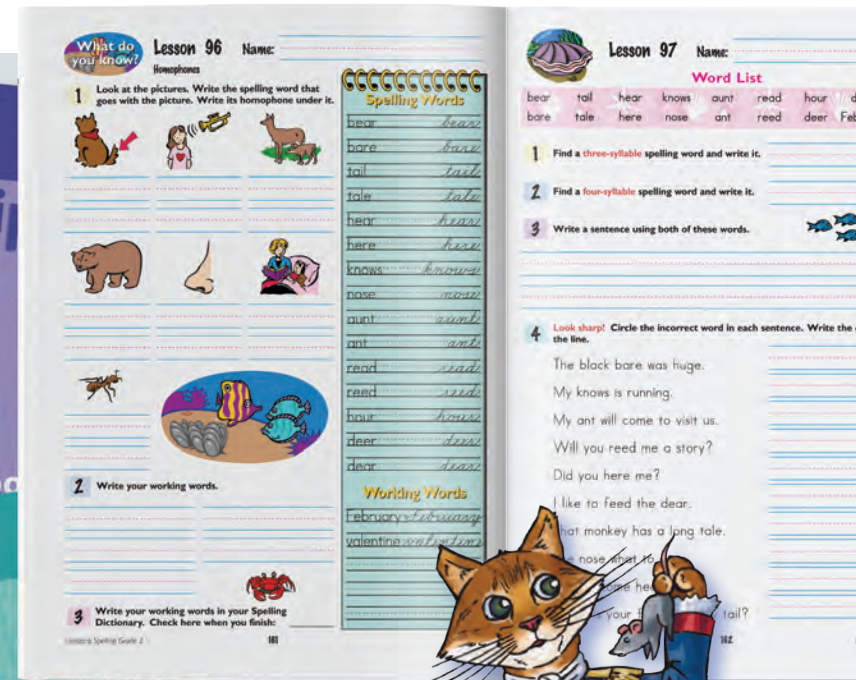 What do
you know?
Lesson 96 Name:
Homophones
1 Look at the pictures. Write the spelling word that
goes with the picture. Write its homophone under it.
2 Write your working words.
3 Write your working words in your Spelling
Dictionary. Check here when you finish:
Horizons Spelling Grade 2
161
Spelling Words
bear bear
bare bare
tail tail
tale tale
hear hear
here here
knows knows
nose nose
aunt aunt
ant ant
read read
reed reed
hour hour
deer deer
dear dear
Working Words
February February
valentine valentine
Lesson 97 Name:
Word List
bear tail hear knows aunt read hour
bare tale here nose ant reed deer
1 Find a three-syllable spelling word and write it.
2 Find a four-syllable spelling word and write it.
3 Write a sentence using both of these words.
4 Look sharp! Circle the incorrect word in each sentence. Write the
the line.
The black bare was huge.
My knows is running.
My ant will come to visit us.
Will you reed me a story?
Did you here me?
I like to feed the dear.
That monkey has a long tale.
nose what to
your
tail?
162